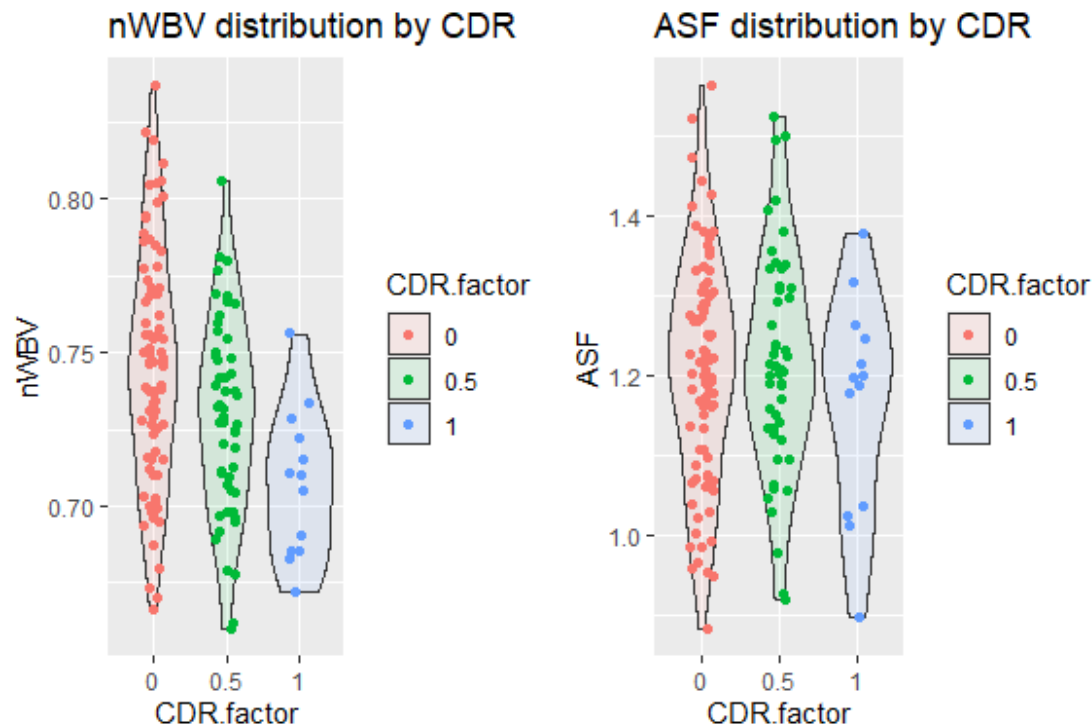 nWBV distribution by CDR
nWBV
0.80
0.75
0.70
0
0.5
1
CDR.factor
CDR.factor
0
0.5
1
ASF distribution by CDR
ASF
1.4
1.2
1.0
0
0.5
1
CDR.factor
CDR.factor
0
0.5
1